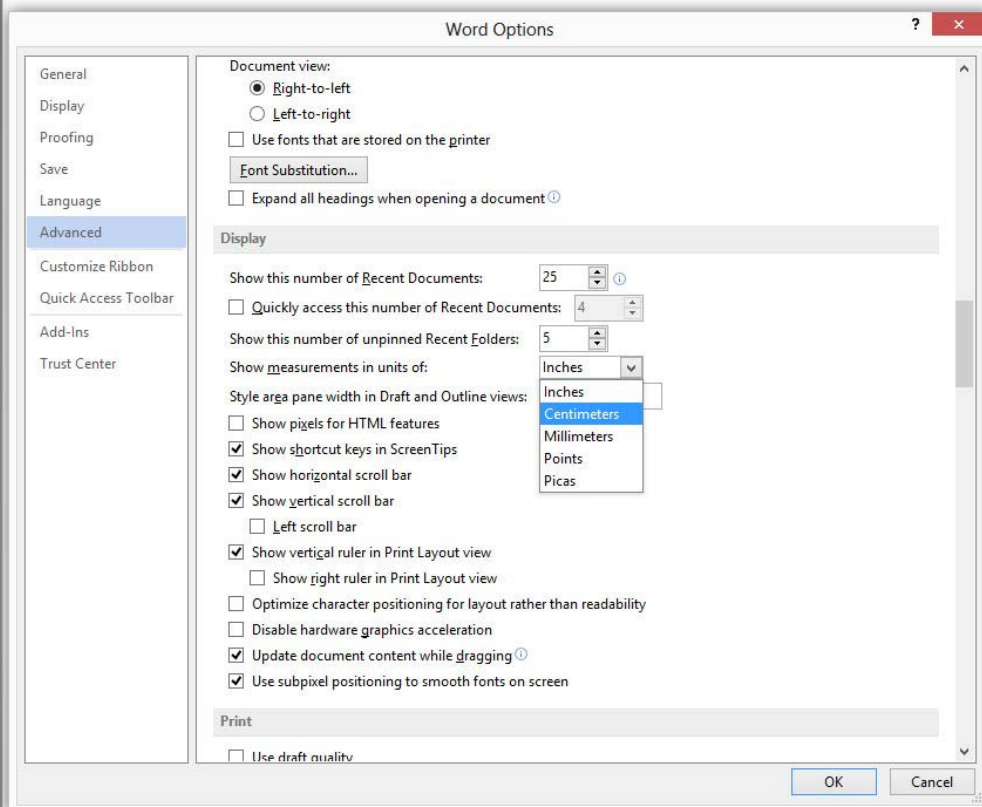 Word Options
?
General
Display
Proofing
Save
Language
Advanced
Customize Ribbon
Quick Access Toolbar
Add-Ins
Trust Center
Document view:
Right-to-left
Left-to-right
Use fonts that are stored on the printer
Font Substitution...
Expand all headings when opening a document
Display
Show this number of Recent Documents: 25
Quickly access this number of Recent Documents: 4
Show this number of unpinned Recent Folders: 5
Show measurements in units of: Inches
Inches
Style area pane width in Draft and Outline views:
Centimeters
Show pixels for HTML features
Millimeters
Show shortcut keys in ScreenTips
Points
Show horizontal scroll bar
Picas
Show vertical scroll bar
Left scroll bar
Show vertical ruler in Print Layout view
Show right ruler in Print Layout view
Optimize character positioning for layout rather than readability
Disable hardware graphics acceleration
Update document content while dragging
Use subpixel positioning to smooth fonts on screen
Print
Use draft quality
OK Cancel